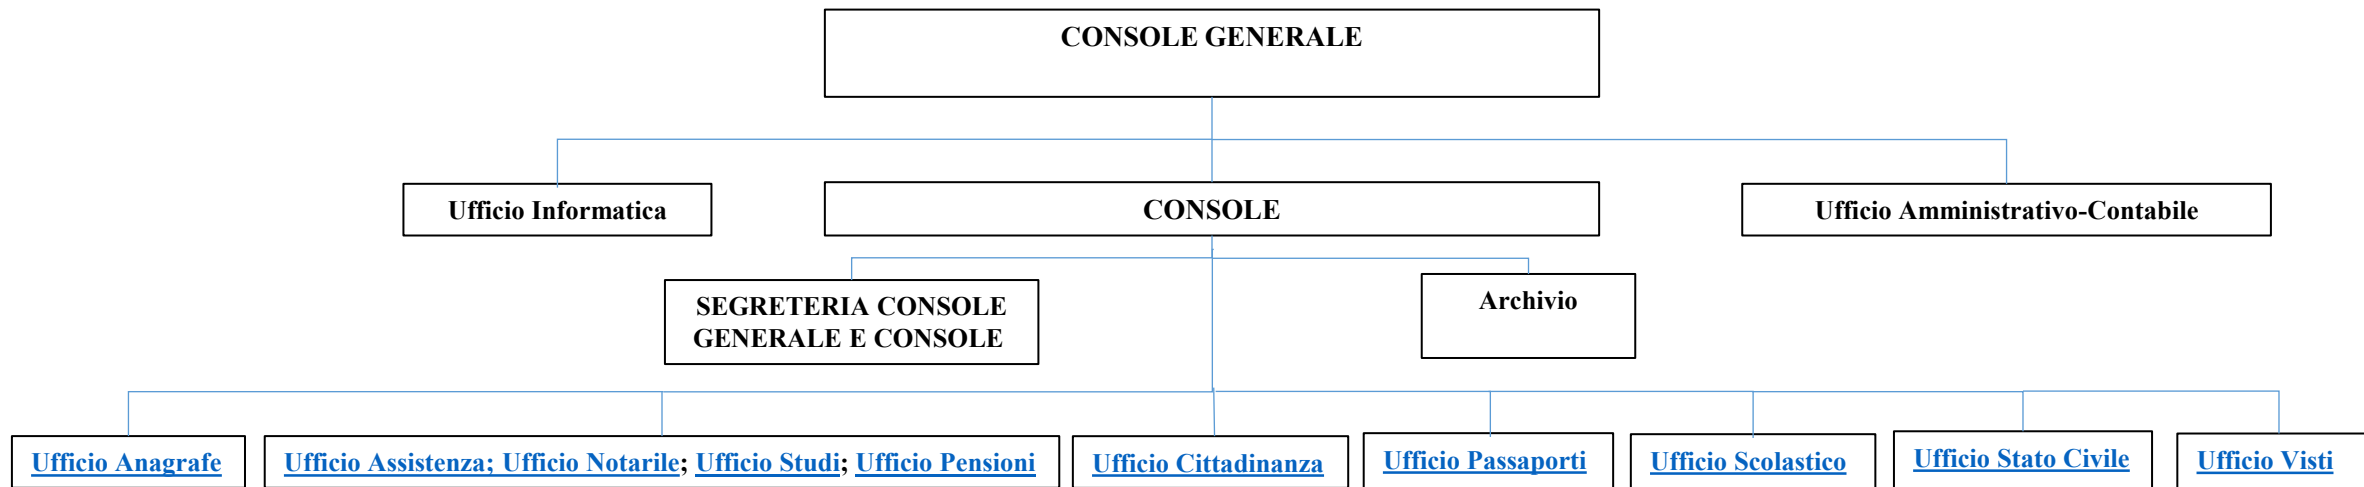 CONSOLE GENERALE
Ufficio Informatica
CONSOLE
Ufficio Amministrativo-Contabile
SEGRETERIA CONSOLE
GENERALE E CONSOLE
Archivio
Ufficio Anagrafe
Ufficio Assistenza; Ufficio Notarile; Ufficio Studi; Ufficio Pensioni
Ufficio Cittadinanza
Ufficio Passaporti
Ufficio Scolastico
Ufficio Stato Civile
Ufficio Visti